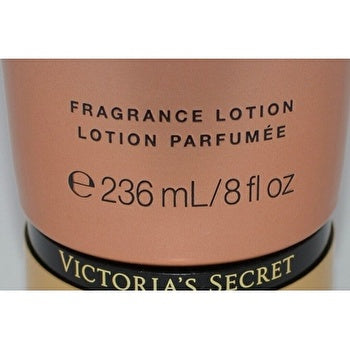 FRAGRANCE LOTION
LOTION PARFUMÉE
℮ 236 mL/8 fl oz
VICTORIA'S SECRET